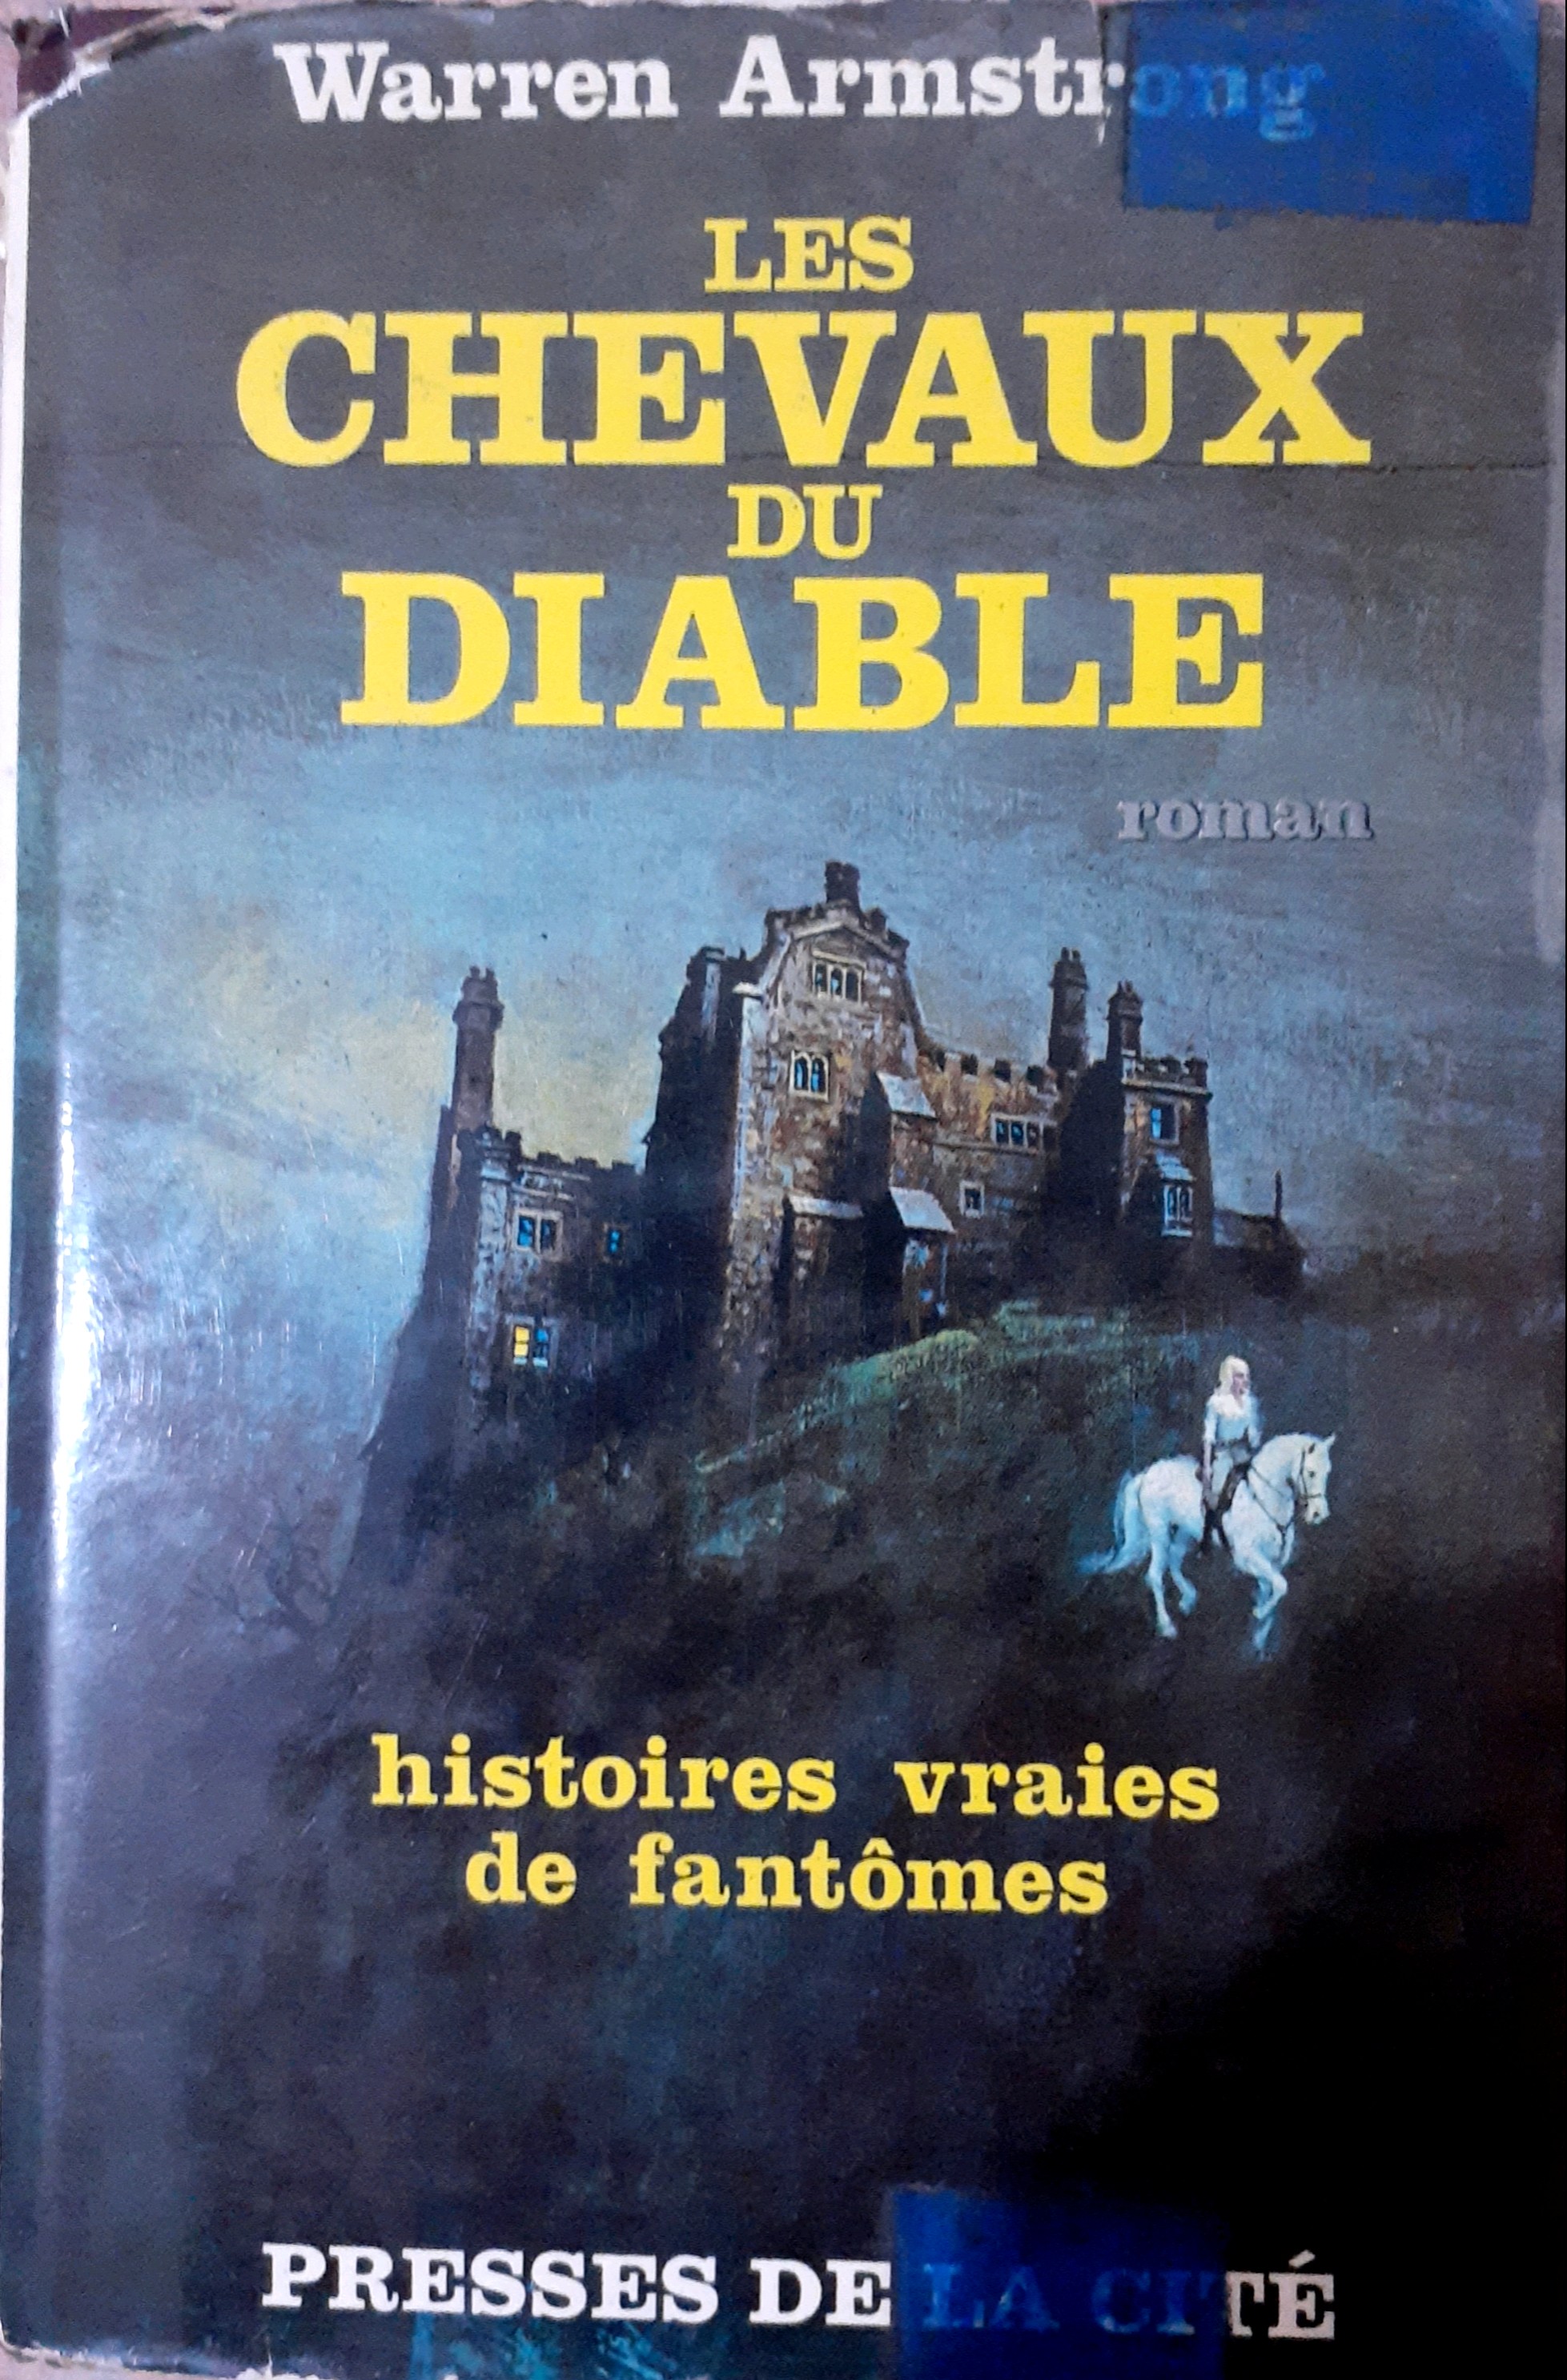 Warren Armstrong
LES
CHEVAUX
DU
DIABLE
roman
histoires vraies
de fantômes
PRESSES DE LA CITÉ